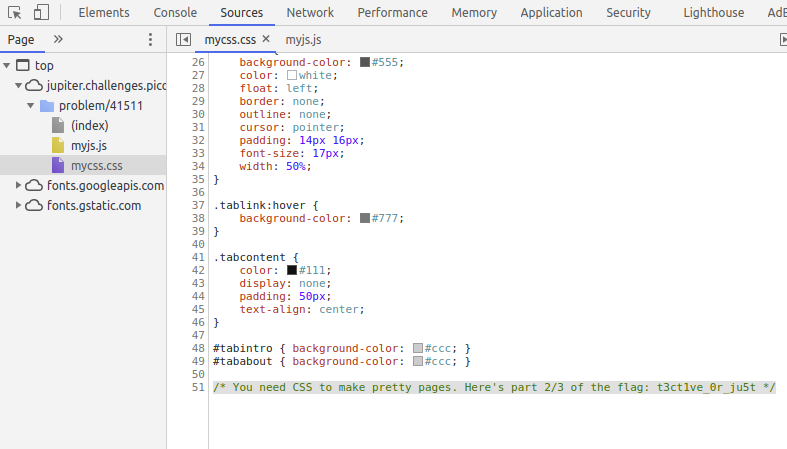 Elements Console Sources Network Performance Memory Application Security Lighthouse AdB
Page » mycss.css × myjs.js
top
jupiter.challenges.pico
problem/41511
(index)
myjs.js
mycss.css
fonts.googleapis.com
fonts.gstatic.com
26 background-color: #555;
27 color: white;
28 float: left;
29 border: none;
30 outline: none;
31 cursor: pointer;
32 padding: 14px 16px;
33 font-size: 17px;
34 width: 50%;
35 }
36
37 .tablink:hover {
38 background-color: #777;
39 }
40
41 .tabcontent {
42 color: #111;
43 display: none;
44 padding: 50px;
45 text-align: center;
46 }
47
48 #tabintro { background-color: #ccc; }
49 #tababout { background-color: #ccc; }
50
51 /* You need CSS to make pretty pages. Here's part 2/3 of the flag: t3ct1ve_0r_ju5t */